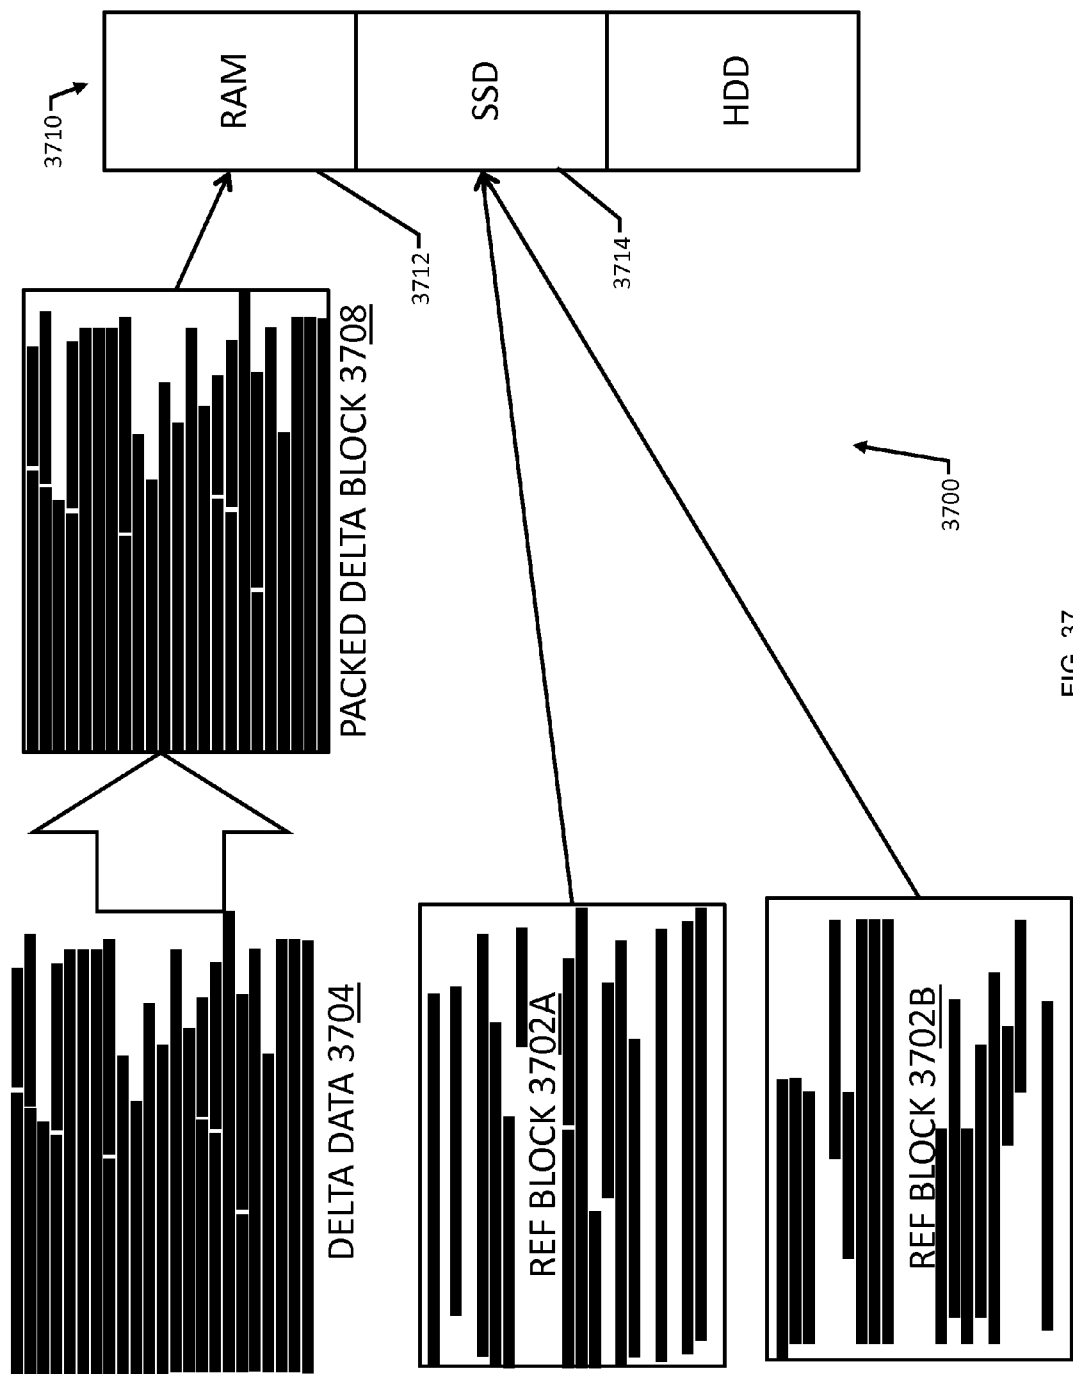 3710
RAM
DELTA DATA 3704
PACKED DELTA BLOCK 3708
3712
SSD
REF BLOCK 3702A
3714
HDD
REF BLOCK 3702B
3700
FIG. 37